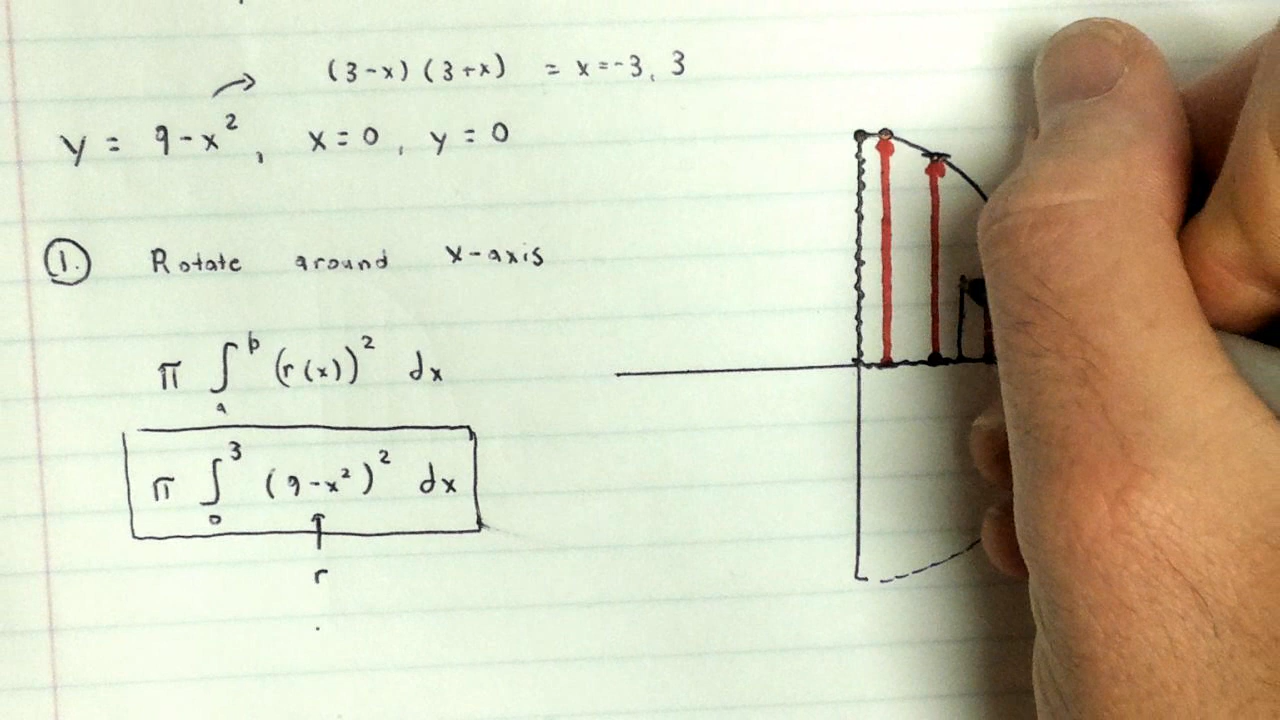 (3-x) (3+x) = x=-3, 3
y = 9-x², x=0, y=0
①. Rotate around x-axis
π ∫ₐᵇ (r(x))² dx
π ∫₀³ (9-x²)² dx
r